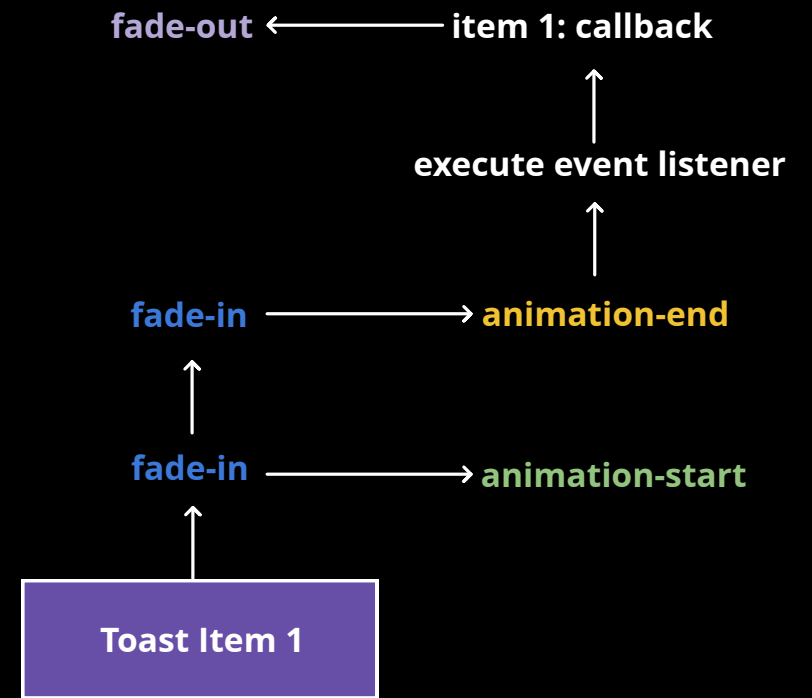 fade-out
item 1: callback
execute event listener
fade-in
animation-end
fade-in
animation-start
Toast Item 1